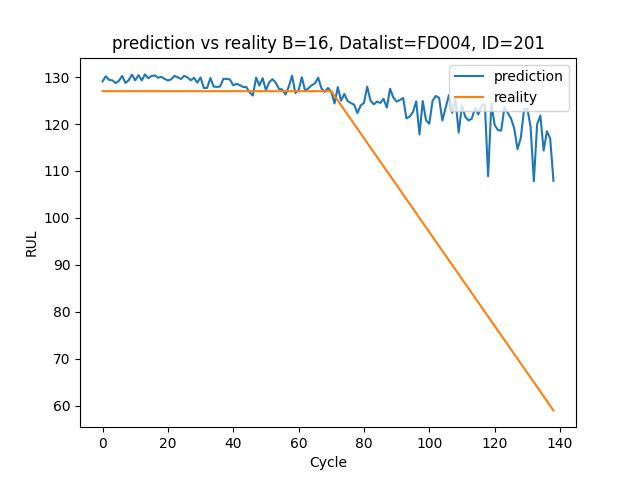 prediction vs reality B=16, Datalist=FD004, ID=201
prediction
reality
RUL
130
120
110
100
90
80
70
60
0 20 40 60 80 100 120 140
Cycle